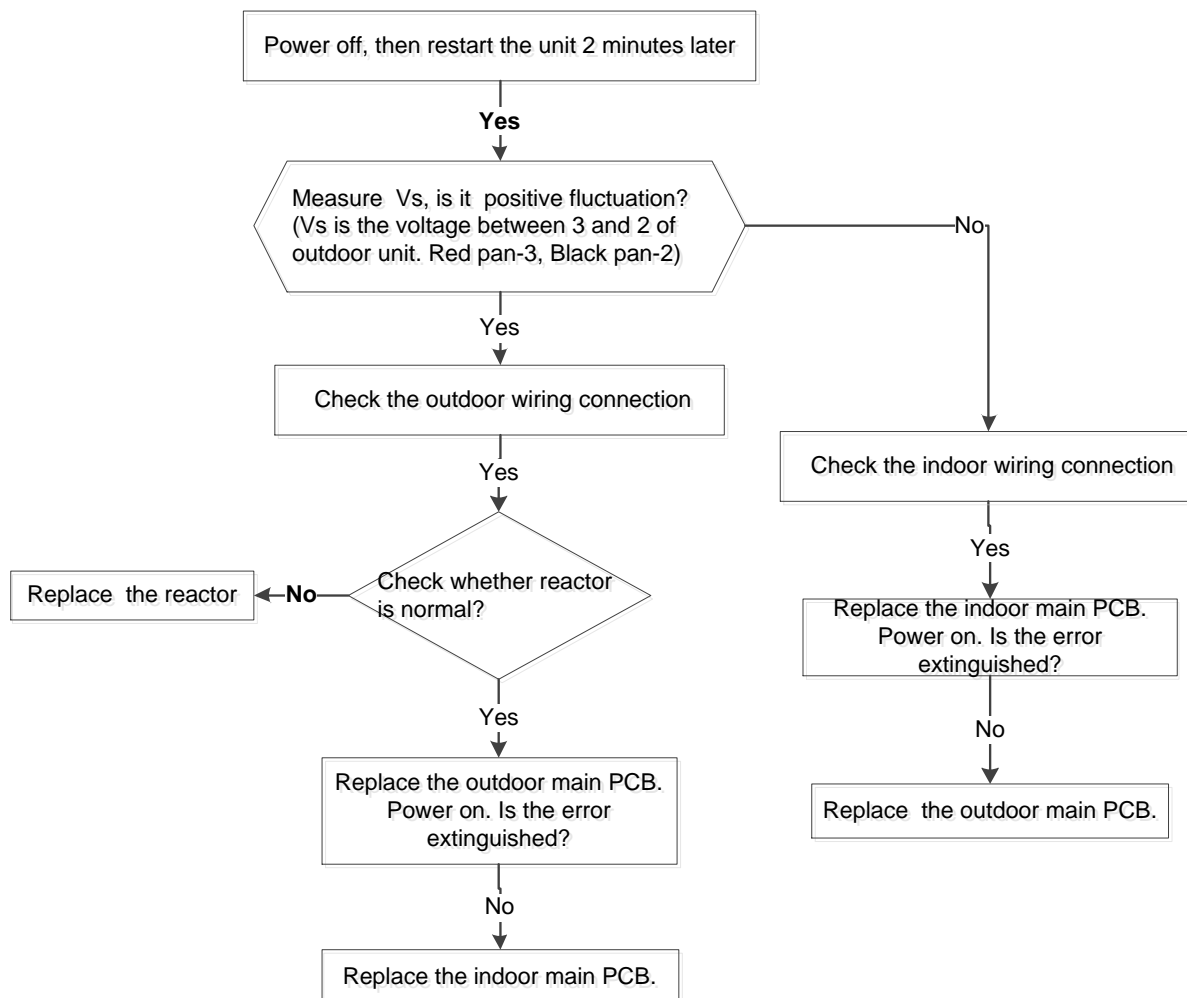 Power off, then restart the unit 2 minutes later
Yes
Measure Vs, is it positive fluctuation?
(Vs is the voltage between 3 and 2 of
outdoor unit. Red pan-3, Black pan-2)
No
Yes
Check the outdoor wiring connection
Check the indoor wiring connection
Yes
Yes
Check whether reactor
is normal?
No
Replace the reactor
Replace the indoor main PCB.
Power on. Is the error
extinguished?
Yes
No
Replace the outdoor main PCB.
Power on. Is the error
extinguished?
Replace the outdoor main PCB.
No
Replace the indoor main PCB.